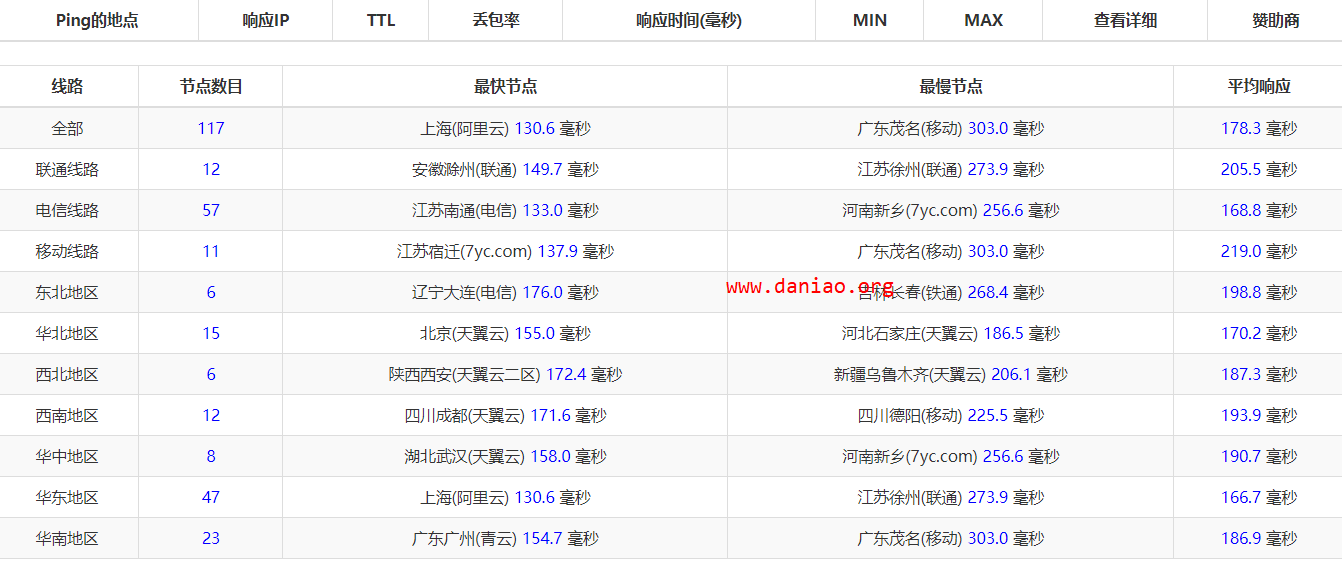 Ping的地点 响应IP TTL 丢包率 响应时间(毫秒) MIN MAX 查看详细 赞助商
线路 节点数目 最快节点 最慢节点 平均响应
全部 117 上海(阿里云) 130.6 毫秒 广东茂名(移动) 303.0 毫秒 178.3 毫秒
联通线路 12 安徽滁州(联通) 149.7 毫秒 江苏徐州(联通) 273.9 毫秒 205.5 毫秒
电信线路 57 江苏南通(电信) 133.0 毫秒 河南新乡(7yc.com) 256.6 毫秒 168.8 毫秒
移动线路 11 江苏宿迁(7yc.com) 137.9 毫秒 广东茂名(移动) 303.0 毫秒 219.0 毫秒
www.daniao.org
东北地区 6 辽宁大连(电信) 176.0 毫秒 吉林长春(铁通) 268.4 毫秒 198.8 毫秒
华北地区 15 北京(天翼云) 155.0 毫秒 河北石家庄(天翼云) 186.5 毫秒 170.2 毫秒
西北地区 6 陕西西安(天翼云二区) 172.4 毫秒 新疆乌鲁木齐(天翼云) 206.1 毫秒 187.3 毫秒
西南地区 12 四川成都(天翼云) 171.6 毫秒 四川德阳(移动) 225.5 毫秒 193.9 毫秒
华中地区 8 湖北武汉(天翼云) 158.0 毫秒 河南新乡(7yc.com) 256.6 毫秒 190.7 毫秒
华东地区 47 上海(阿里云) 130.6 毫秒 江苏徐州(联通) 273.9 毫秒 166.7 毫秒
华南地区 23 广东广州(青云) 154.7 毫秒 广东茂名(移动) 303.0 毫秒 186.9 毫秒